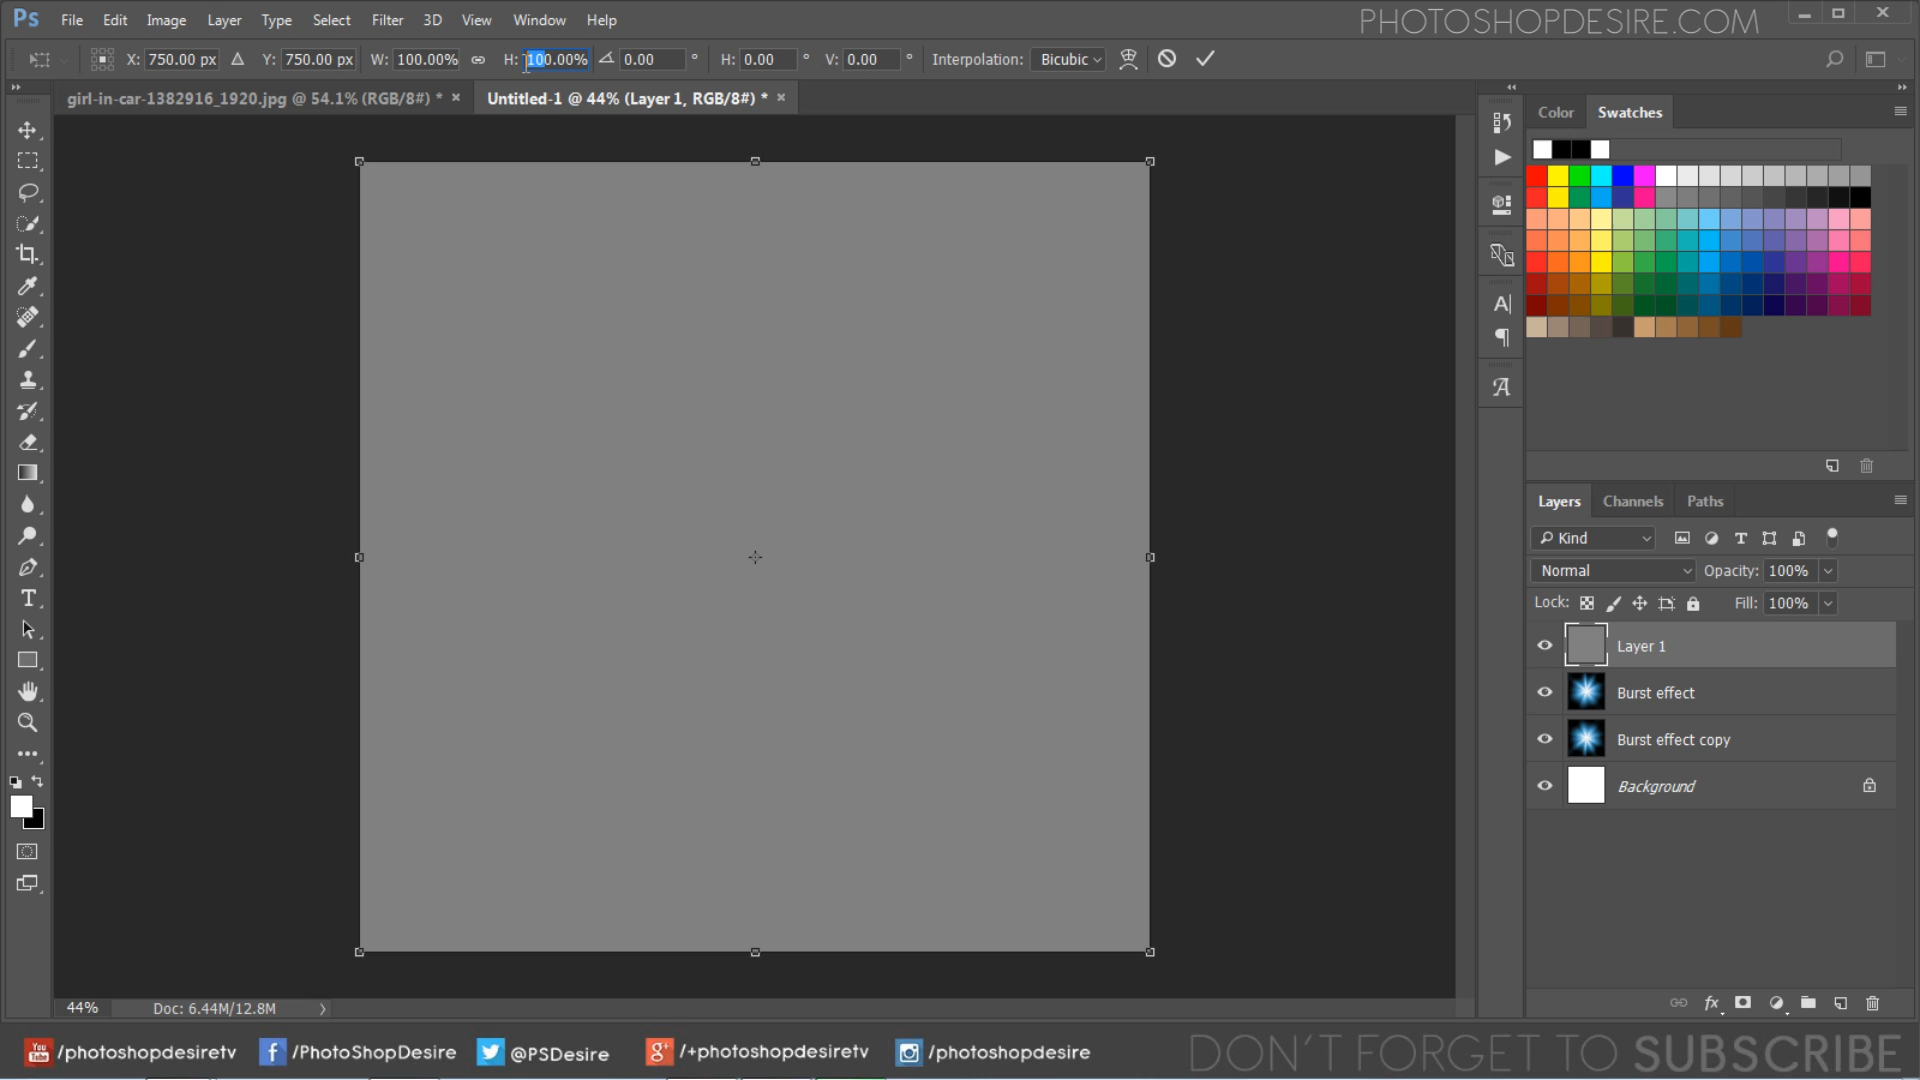 PHOTOSHOPDESIRE.COM
Ps File Edit Image Layer Type Select Filter 3D View Window Help
X: 750.00 px Y: 750.00 px W: 100.00% H: 100.00% 0.00 ° H: 0.00 ° V: 0.00 ° Interpolation: Bicubic
girl-in-car-1382916_1920.jpg @ 54.1% (RGB/8#) * × Untitled-1 @ 44% (Layer 1, RGB/8#) * ×
Color Swatches
Layers Channels Paths
Kind
Normal Opacity: 100%
Lock: Fill: 100%
Layer 1
Burst effect
Burst effect copy
Background
44% Doc: 6.44M/12.8M
You Tube /photoshopdesiretv f /PhotoShopDesire @PSDesire g+ /+photoshopdesiretv /photoshopdesire DON'T FORGET TO SUBSCRIBE